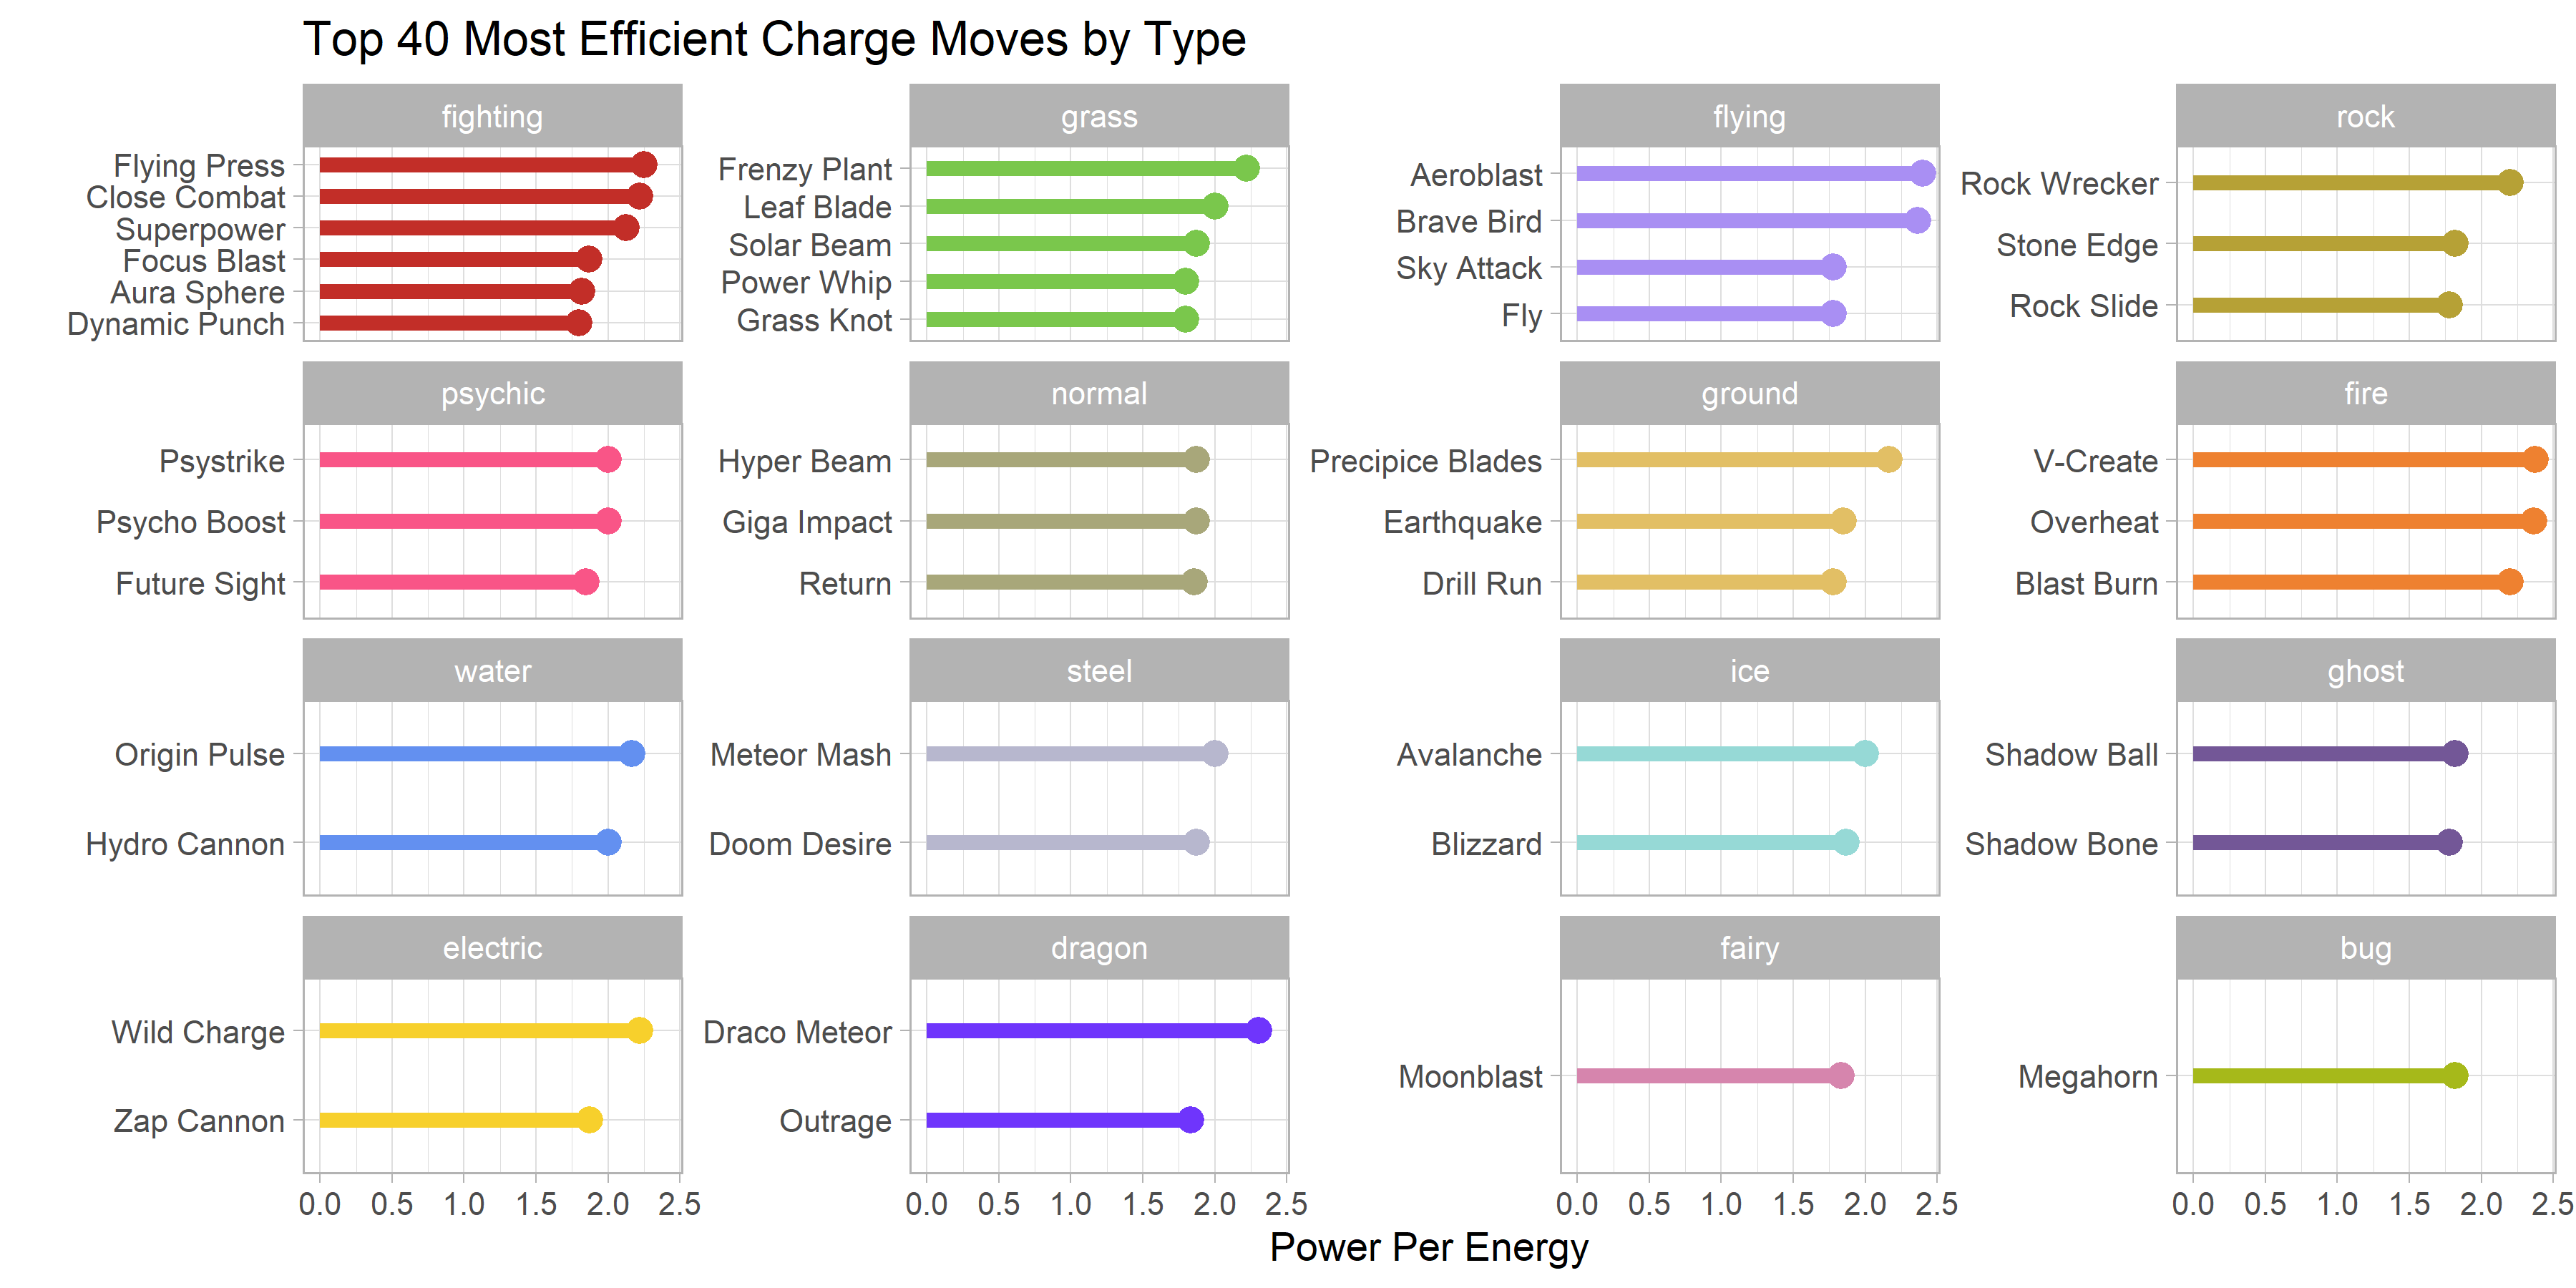 Top 40 Most Efficient Charge Moves by Type
fighting
Flying Press
Close Combat
Superpower
Focus Blast
Aura Sphere
Dynamic Punch
grass
Frenzy Plant
Leaf Blade
Solar Beam
Power Whip
Grass Knot
flying
Aeroblast
Brave Bird
Sky Attack
Fly
rock
Rock Wrecker
Stone Edge
Rock Slide
psychic
Psystrike
Psycho Boost
Future Sight
normal
Hyper Beam
Giga Impact
Return
ground
Precipice Blades
Earthquake
Drill Run
fire
V-Create
Overheat
Blast Burn
water
Origin Pulse
Hydro Cannon
steel
Meteor Mash
Doom Desire
ice
Avalanche
Blizzard
ghost
Shadow Ball
Shadow Bone
electric
Wild Charge
Zap Cannon
dragon
Draco Meteor
Outrage
fairy
Moonblast
bug
Megahorn
0.0 0.5 1.0 1.5 2.0 2.5
0.0 0.5 1.0 1.5 2.0 2.5
0.0 0.5 1.0 1.5 2.0 2.5
0.0 0.5 1.0 1.5 2.0 2.5
Power Per Energy